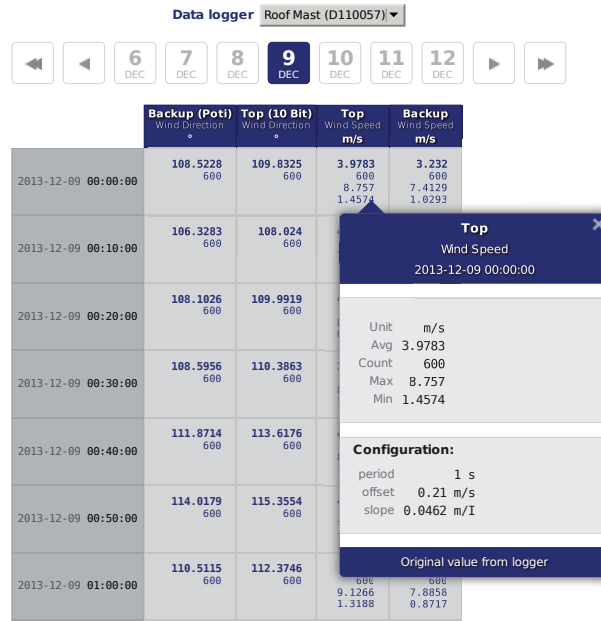 Data logger Roof Mast (D110057)
6 7 8 9 10 11 12
DEC DEC DEC DEC DEC DEC DEC
Backup (Poti) Top (10 Bit) Top Backup
Wind Direction Wind Direction Wind Speed Wind Speed
° ° m/s m/s
108.5228 109.8325 3.9783 3.232
600 600 600 600
2013-12-09 00:00:00 8.757 7.4129
1.4574 1.0293
106.3283 108.024
600 600
2013-12-09 00:10:00
108.1026 109.9919
600 600
2013-12-09 00:20:00
108.5956 110.3863
600 600
2013-12-09 00:30:00
111.8714 113.6176
600 600
2013-12-09 00:40:00
114.0179 115.3554
600 600
2013-12-09 00:50:00
110.5115 112.3746
600 600 600 600
2013-12-09 01:00:00 9.1266 7.8858
1.3188 0.8717
Top
Wind Speed
2013-12-09 00:00:00
Unit m/s
Avg 3.9783
Count 600
Max 8.757
Min 1.4574
Configuration:
period 1 s
offset 0.21 m/s
slope 0.0462 m/I
Original value from logger